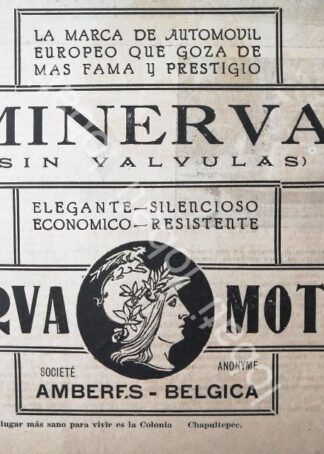 LA MARCA DE AUTOMOVIL
EUROPEO QUE GOZA DE
MAS FAMA y PRESTIGIO
MINERVA
(SIN VALVULAS)
ELEGANTE-SILENCIOSO
ECONOMICO-RESISTENTE
RVA MOT
SOCIETÉ ANONYME
AMBERES - BELGICA
lugar más sano para vivir es la Colonia Chapultepec.